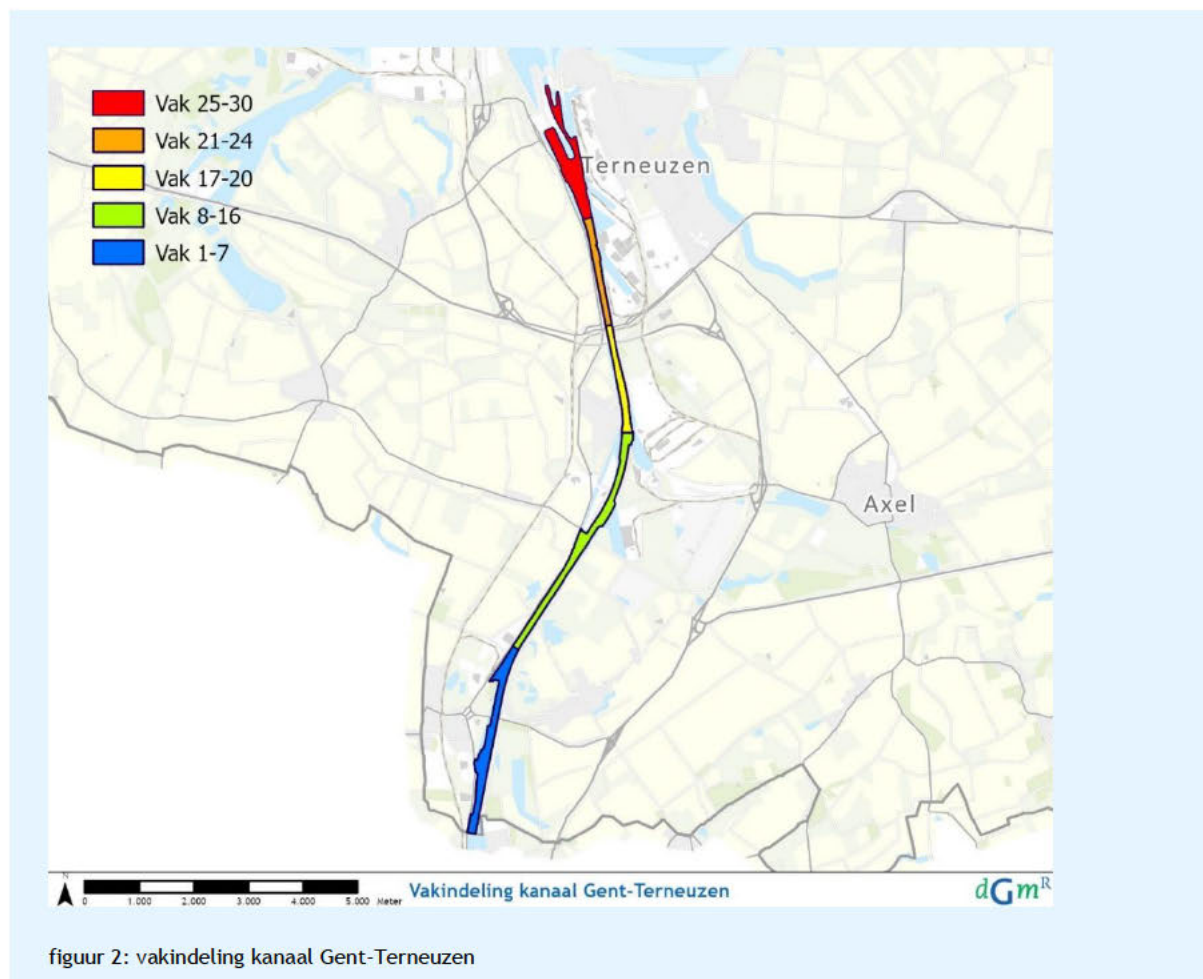 Vak 25-30
Vak 21-24
Vak 17-20
Vak 8-16
Vak 1-7
Terneuzen
Axel
N
0 1.000 2.000 3.000 4.000 5.000 Meter
Vakindeling kanaal Gent-Terneuzen
dGmR
figuur 2: vakindeling kanaal Gent-Terneuzen